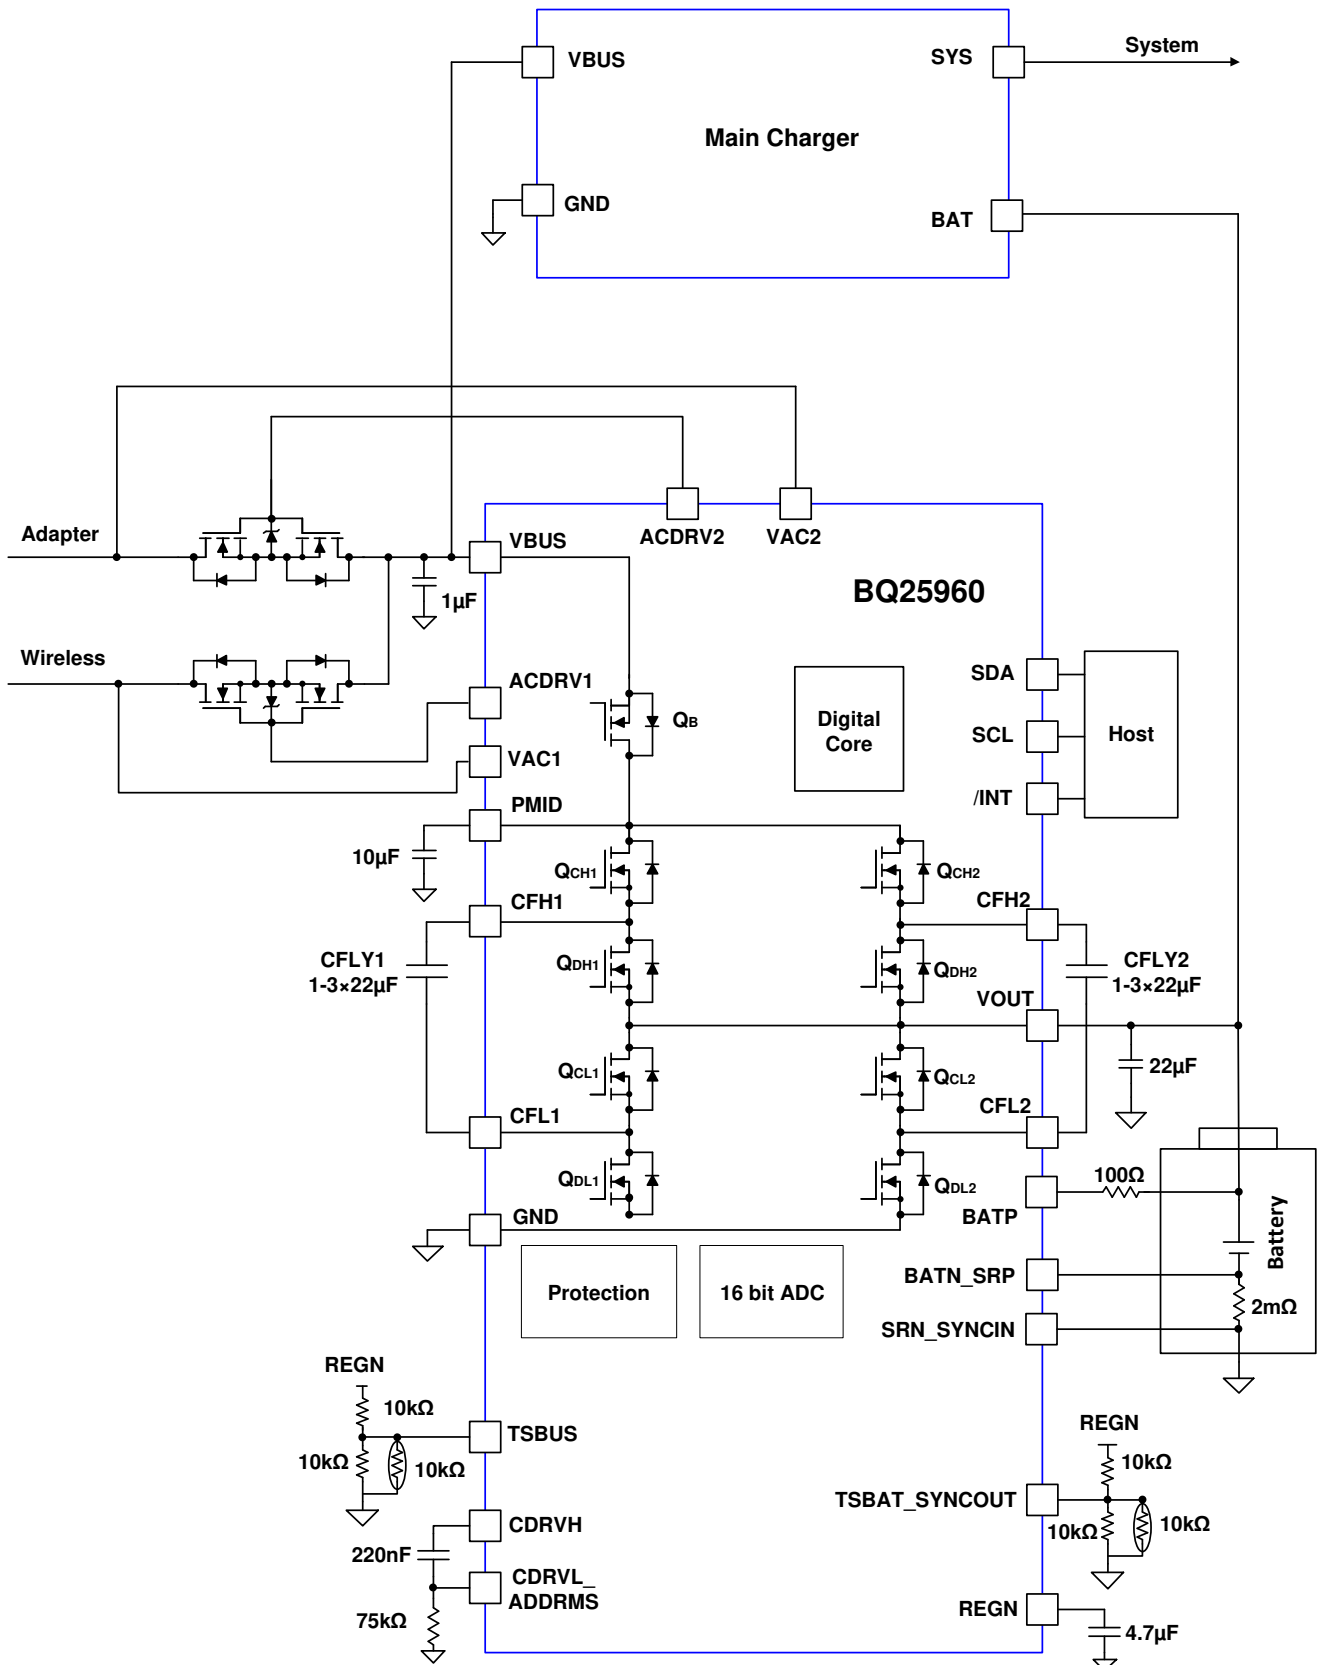 VBUS
SYS
System
Main Charger
GND
BAT
Adapter
VBUS
ACDRV2
VAC2
BQ25960
1µF
Wireless
ACDRV1
VAC1
QB
Digital
Core
SDA
SCL
/INT
Host
PMID
10µF
QCH1
QCH2
CFH1
CFH2
CFLY1
1-3×22µF
QDH1
QDH2
CFLY2
1-3×22µF
VOUT
QCL1
QCL2
22µF
CFL1
CFL2
QDL1
QDL2
100Ω
BATP
GND
Battery
Protection
16 bit ADC
BATN_SRP
2mΩ
SRN_SYNCIN
REGN
10kΩ
10kΩ
10kΩ
TSBUS
REGN
10kΩ
TSBAT_SYNCOUT
10kΩ
10kΩ
CDRVH
220nF
CDRVL_
ADDRMS
75kΩ
REGN
4.7µF